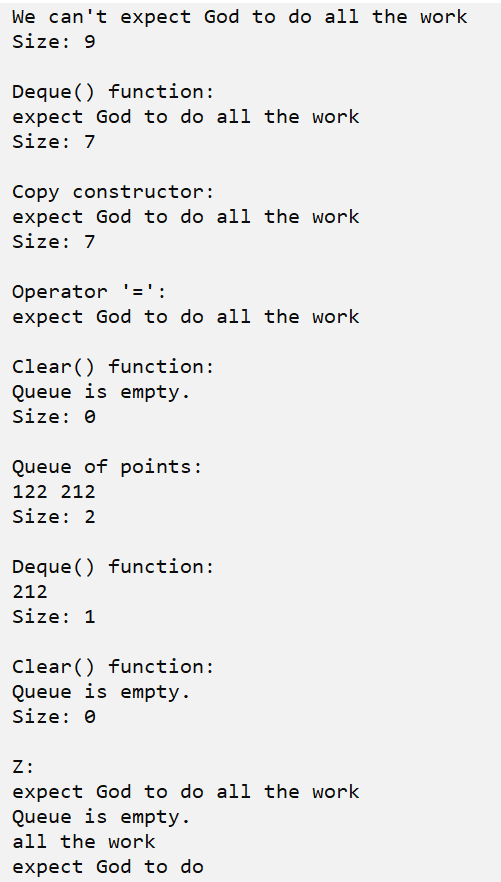 We can't expect God to do all the work
Size: 9
Deque() function:
expect God to do all the work
Size: 7
Copy constructor:
expect God to do all the work
Size: 7
Operator '=':
expect God to do all the work
Clear() function:
Queue is empty.
Size: 0
Queue of points:
122 212
Size: 2
Deque() function:
212
Size: 1
Clear() function:
Queue is empty.
Size: 0
Z:
expect God to do all the work
Queue is empty.
all the work
expect God to do